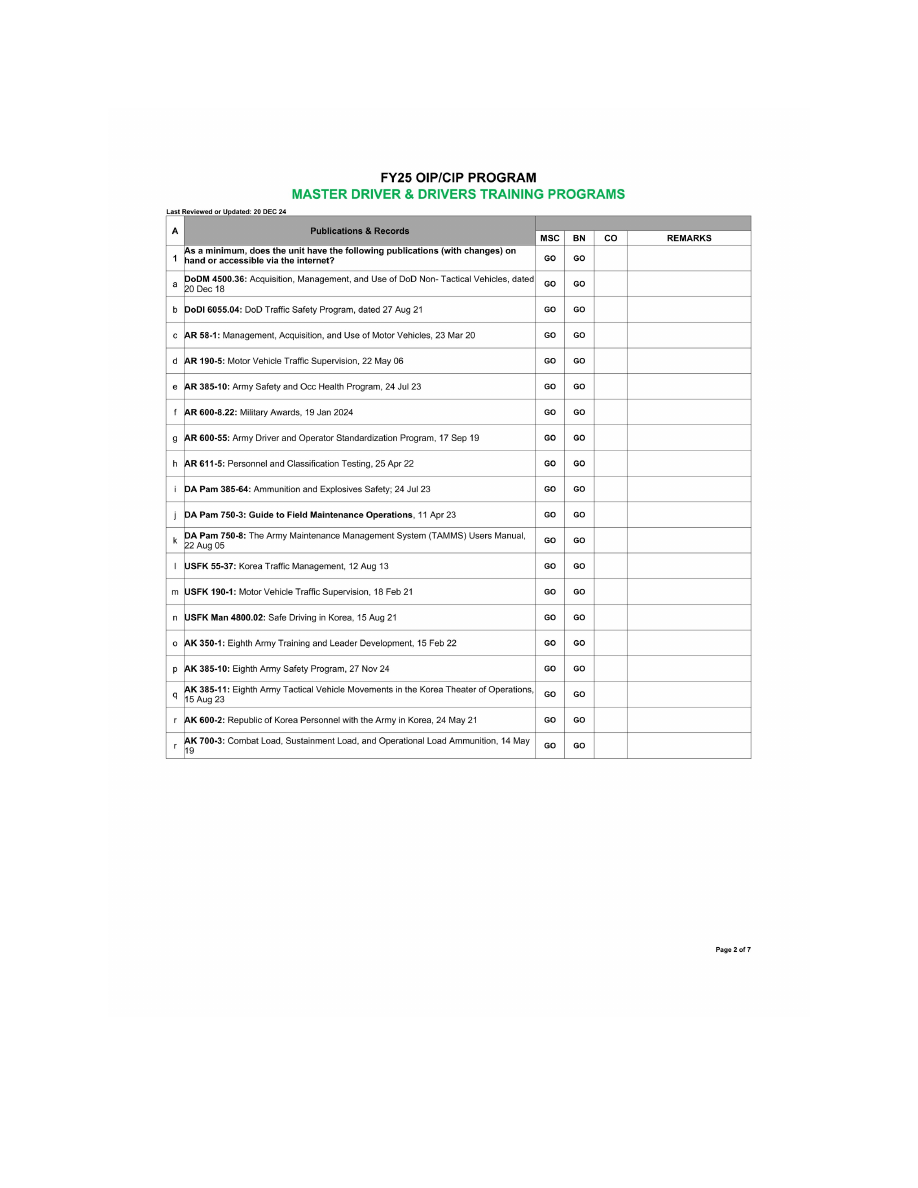 FY25 OIP/CIP PROGRAM
MASTER DRIVER & DRIVERS TRAINING PROGRAMS
Last Reviewed or Updated: 20 DEC 24
A Publications & Records
MSC BN CO REMARKS
1 As a minimum, does the unit have the following publications (with changes) on
hand or accessible via the internet? GO GO
a DoDM 4500.36: Acquisition, Management, and Use of DoD Non- Tactical Vehicles, dated
20 Dec 18 GO GO
b DoDI 6055.04: DoD Traffic Safety Program, dated 27 Aug 21 GO GO
c AR 58-1: Management, Acquisition, and Use of Motor Vehicles, 23 Mar 20 GO GO
d AR 190-5: Motor Vehicle Traffic Supervision, 22 May 06 GO GO
e AR 385-10: Army Safety and Occ Health Program, 24 Jul 23 GO GO
f AR 600-8.22: Military Awards, 19 Jan 2024 GO GO
g AR 600-55: Army Driver and Operator Standardization Program, 17 Sep 19 GO GO
h AR 611-5: Personnel and Classification Testing, 25 Apr 22 GO GO
i DA Pam 385-64: Ammunition and Explosives Safety; 24 Jul 23 GO GO
j DA Pam 750-3: Guide to Field Maintenance Operations, 11 Apr 23 GO GO
k DA Pam 750-8: The Army Maintenance Management System (TAMMS) Users Manual,
22 Aug 05 GO GO
l USFK 55-37: Korea Traffic Management, 12 Aug 13 GO GO
m USFK 190-1: Motor Vehicle Traffic Supervision, 18 Feb 21 GO GO
n USFK Man 4800.02: Safe Driving in Korea, 15 Aug 21 GO GO
o AK 350-1: Eighth Army Training and Leader Development, 15 Feb 22 GO GO
p AK 385-10: Eighth Army Safety Program, 27 Nov 24 GO GO
q AK 385-11: Eighth Army Tactical Vehicle Movements in the Korea Theater of Operations,
15 Aug 23 GO GO
r AK 600-2: Republic of Korea Personnel with the Army in Korea, 24 May 21 GO GO
r AK 700-3: Combat Load, Sustainment Load, and Operational Load Ammunition, 14 May
19 GO GO
Page 2 of 7